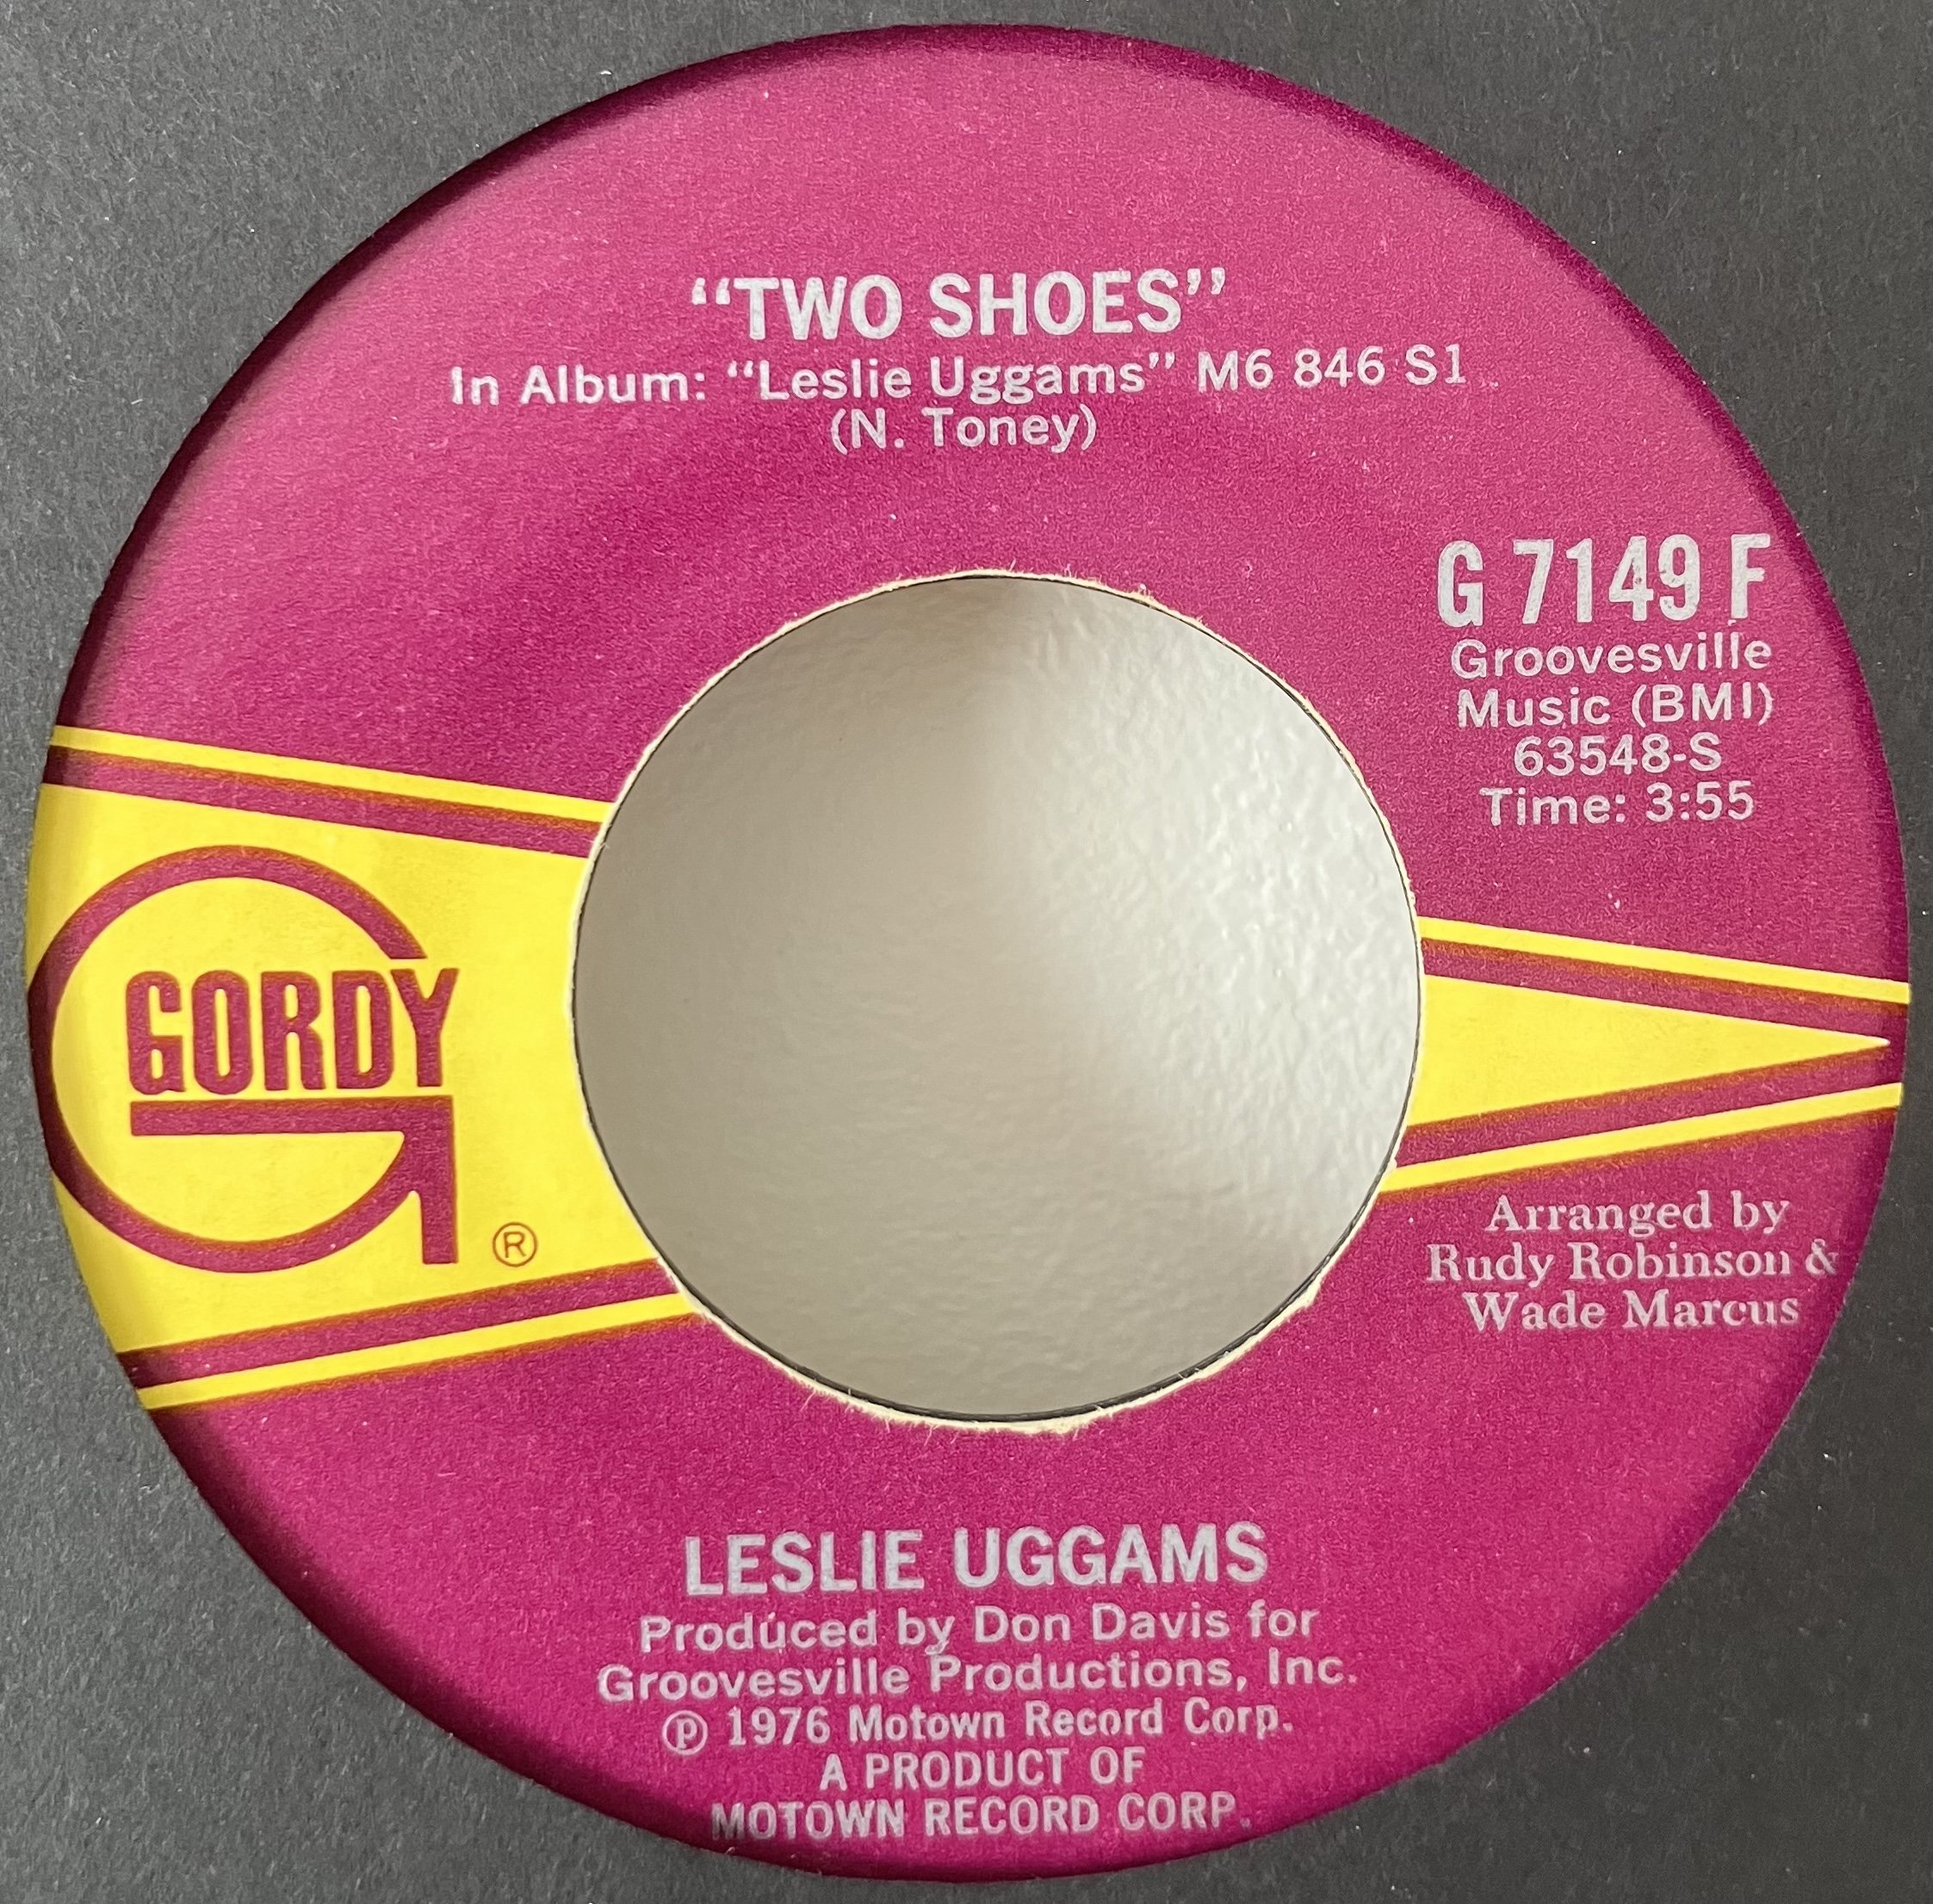 “TWO SHOES”
In Album: “Leslie Uggams” M6 846 S1
(N. Toney)
G 7149 F
Groovesville
Music (BMI)
63548-S
Time: 3:55
GORDY
®
Arranged by
Rudy Robinson &
Wade Marcus
LESLIE UGGAMS
Produced by Don Davis for
Groovesville Productions, Inc.
℗ 1976 Motown Record Corp.
A PRODUCT OF
MOTOWN RECORD CORP.